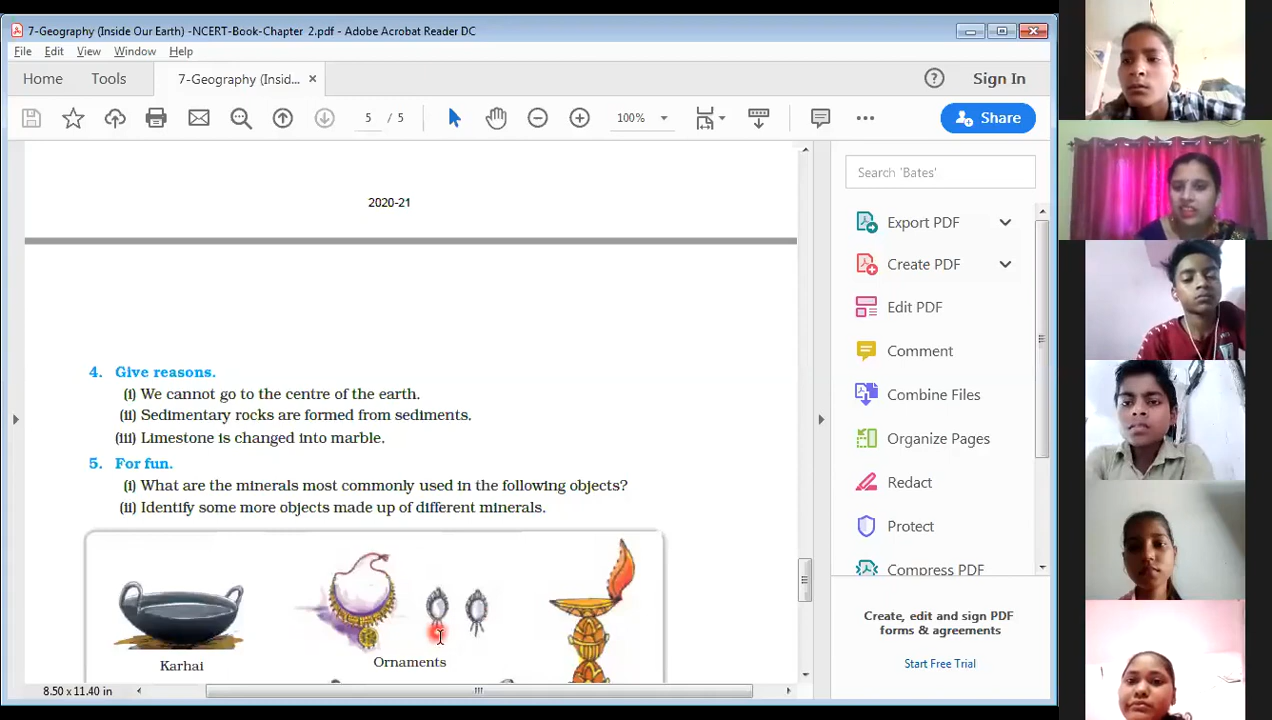 7-Geography (Inside Our Earth) -NCERT-Book-Chapter 2.pdf - Adobe Acrobat Reader DC
File Edit View Window Help
Home Tools 7-Geography (Insid... × Sign In
5 / 5 100% Share
2020-21
4. Give reasons.
(i) We cannot go to the centre of the earth.
(ii) Sedimentary rocks are formed from sediments.
(iii) Limestone is changed into marble.
5. For fun.
(i) What are the minerals most commonly used in the following objects?
(ii) Identify some more objects made up of different minerals.
Karhai
Ornaments
8.50 x 11.40 in
Search 'Bates'
Export PDF
Create PDF
Edit PDF
Comment
Combine Files
Organize Pages
Redact
Protect
Compress PDF
Create, edit and sign PDF
forms & agreements
Start Free Trial